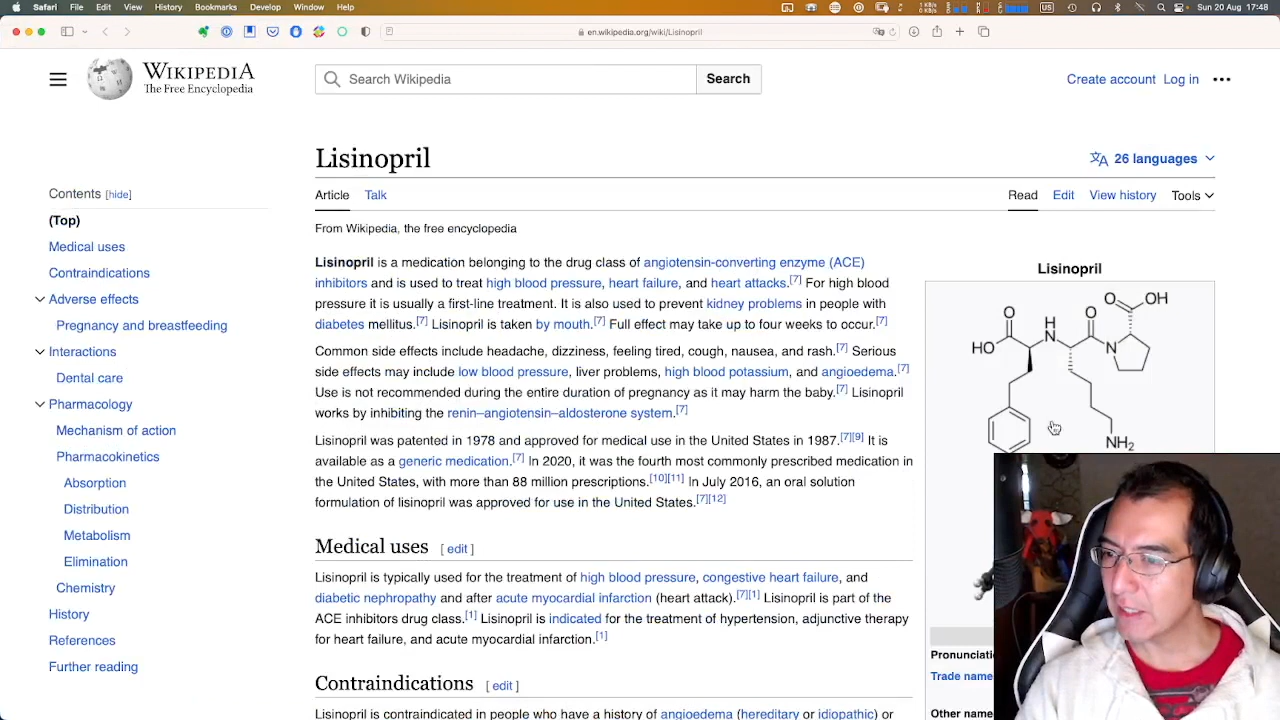 Safari File Edit View History Bookmarks Develop Window Help
Sun 20 Aug 17:48
en.wikipedia.org/wiki/Lisinopril
WIKIPEDIA
The Free Encyclopedia
Search Wikipedia
Search
Create account Log in
Lisinopril
26 languages
Article Talk
Read Edit View history Tools
From Wikipedia, the free encyclopedia
Contents [hide]
(Top)
Medical uses
Contraindications
Adverse effects
Pregnancy and breastfeeding
Interactions
Dental care
Pharmacology
Mechanism of action
Pharmacokinetics
Absorption
Distribution
Metabolism
Elimination
Chemistry
History
References
Further reading
Lisinopril is a medication belonging to the drug class of angiotensin-converting enzyme (ACE)
inhibitors and is used to treat high blood pressure, heart failure, and heart attacks.[7] For high blood
pressure it is usually a first-line treatment. It is also used to prevent kidney problems in people with
diabetes mellitus.[7] Lisinopril is taken by mouth.[7] Full effect may take up to four weeks to occur.[7]
Common side effects include headache, dizziness, feeling tired, cough, nausea, and rash.[7] Serious
side effects may include low blood pressure, liver problems, high blood potassium, and angioedema.[7]
Use is not recommended during the entire duration of pregnancy as it may harm the baby.[7] Lisinopril
works by inhibiting the renin–angiotensin–aldosterone system.[7]
Lisinopril was patented in 1978 and approved for medical use in the United States in 1987.[7][9] It is
available as a generic medication.[7] In 2020, it was the fourth most commonly prescribed medication in
the United States, with more than 88 million prescriptions.[10][11] In July 2016, an oral solution
formulation of lisinopril was approved for use in the United States.[7][12]
Medical uses [ edit ]
Lisinopril is typically used for the treatment of high blood pressure, congestive heart failure, and
diabetic nephropathy and after acute myocardial infarction (heart attack).[7][1] Lisinopril is part of the
ACE inhibitors drug class.[1] Lisinopril is indicated for the treatment of hypertension, adjunctive therapy
for heart failure, and acute myocardial infarction.[1]
Contraindications [ edit ]
Lisinopril is contraindicated in people who have a history of angioedema (hereditary or idiopathic) or
Lisinopril
O OH
O H O
N
HO N
NH2
Trade name
Other name